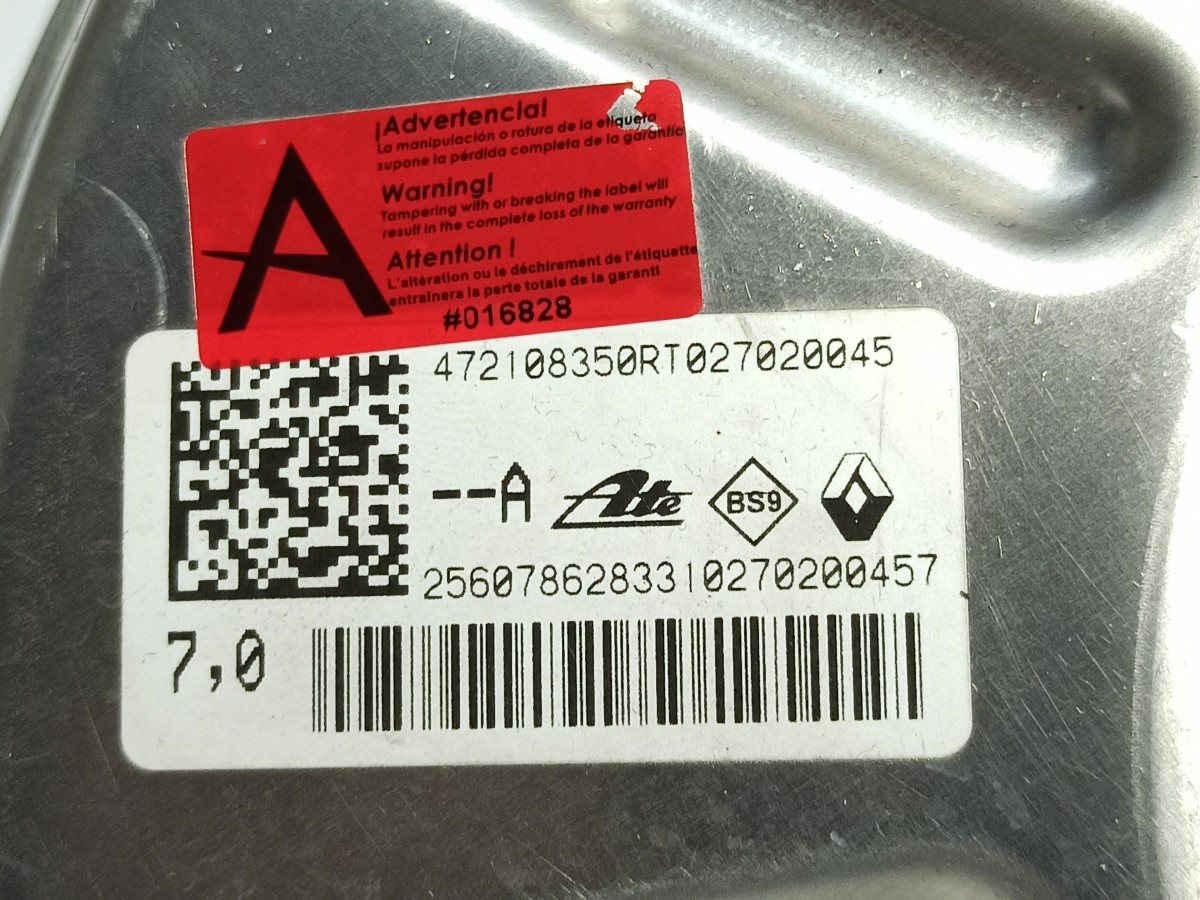 ¡Advertencia!
La manipulación o rotura de la etiqueta
supone la pérdida completa de la garantía
Warning!
Tampering with or breaking the label will
result in the complete loss of the warranty
Attention !
L'altération ou le déchirement de l'étiquette
entraînera la perte totale de la garanti
#016828
A
472108350RT027020045
--A Ate BS9
2560786283310270200457
7,0